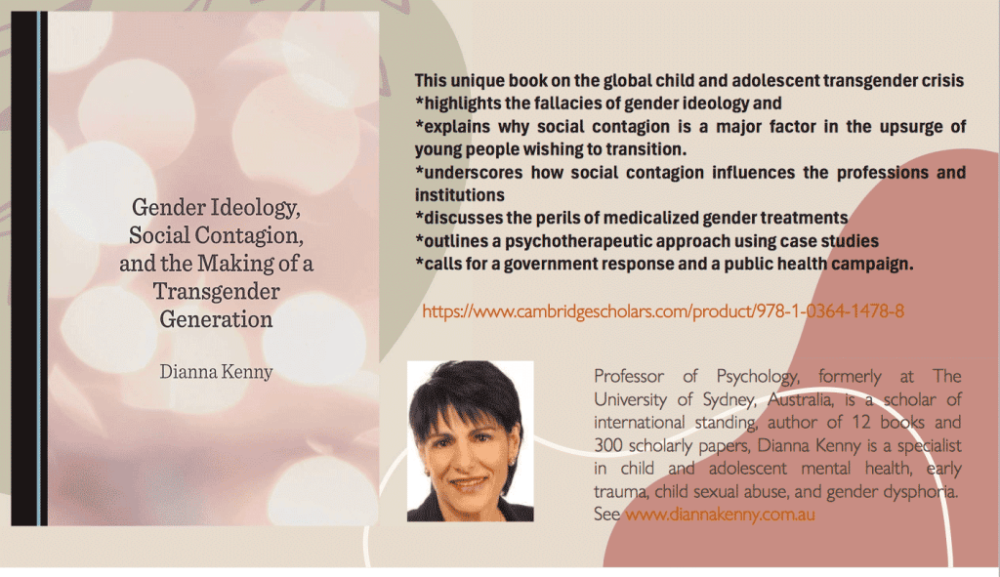 Gender Ideology,
Social Contagion,
and the Making of a
Transgender
Generation
Dianna Kenny
This unique book on the global child and adolescent transgender crisis
*highlights the fallacies of gender ideology and
*explains why social contagion is a major factor in the upsurge of
young people wishing to transition.
*underscores how social contagion influences the professions and
institutions
*discusses the perils of medicalized gender treatments
*outlines a psychotherapeutic approach using case studies
*calls for a government response and a public health campaign.
https://www.cambridgescholars.com/product/978-1-0364-1478-8
Professor of Psychology, formerly at The
University of Sydney, Australia, is a scholar of
international standing, author of 12 books and
300 scholarly papers, Dianna Kenny is a specialist
in child and adolescent mental health, early
trauma, child sexual abuse, and gender dysphoria.
See www.diannakenny.com.au